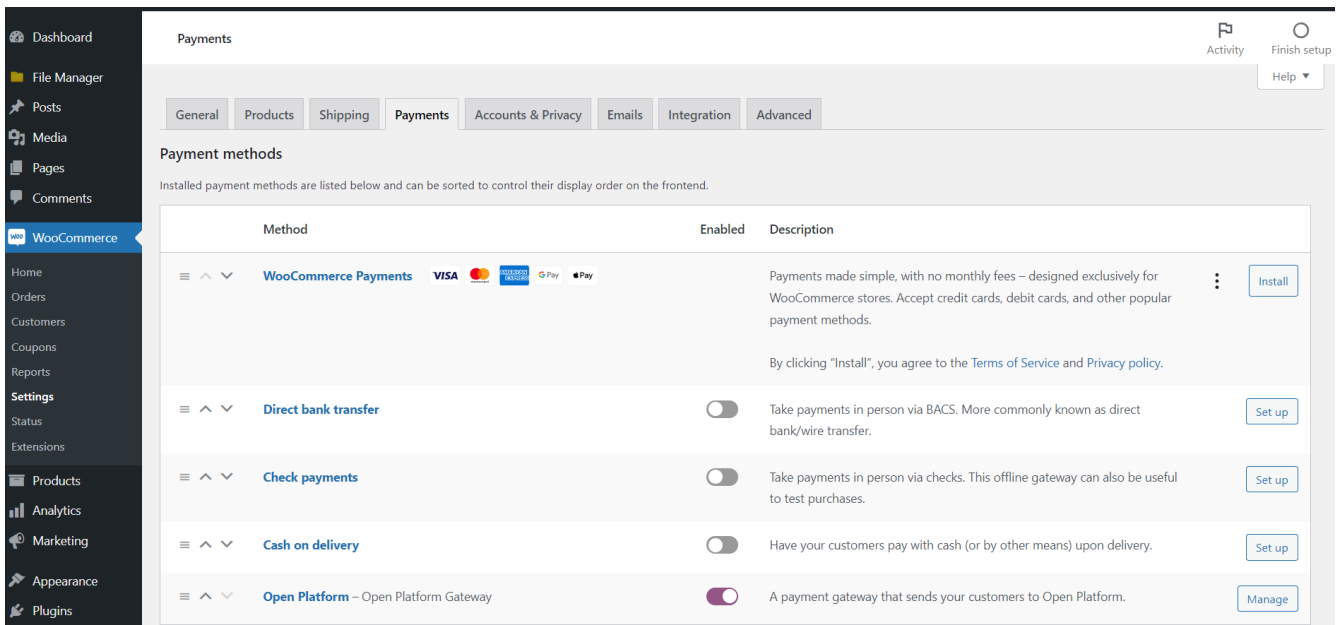 Dashboard
File Manager
Posts
Media
Pages
Comments
WooCommerce
Home
Orders
Customers
Coupons
Reports
Settings
Status
Extensions
Products
Analytics
Marketing
Appearance
Plugins
Payments
Activity
Finish setup
Help
General Products Shipping Payments Accounts & Privacy Emails Integration Advanced
Payment methods
Installed payment methods are listed below and can be sorted to control their display order on the frontend.
Method Enabled Description
WooCommerce Payments VISA mastercard AMERICAN EXPRESS G Pay Pay
Payments made simple, with no monthly fees – designed exclusively for
WooCommerce stores. Accept credit cards, debit cards, and other popular
payment methods.
By clicking “Install”, you agree to the Terms of Service and Privacy policy.
Install
Direct bank transfer
Take payments in person via BACS. More commonly known as direct
bank/wire transfer.
Set up
Check payments
Take payments in person via checks. This offline gateway can also be useful
to test purchases.
Set up
Cash on delivery
Have your customers pay with cash (or by other means) upon delivery.
Set up
Open Platform – Open Platform Gateway
A payment gateway that sends your customers to Open Platform.
Manage